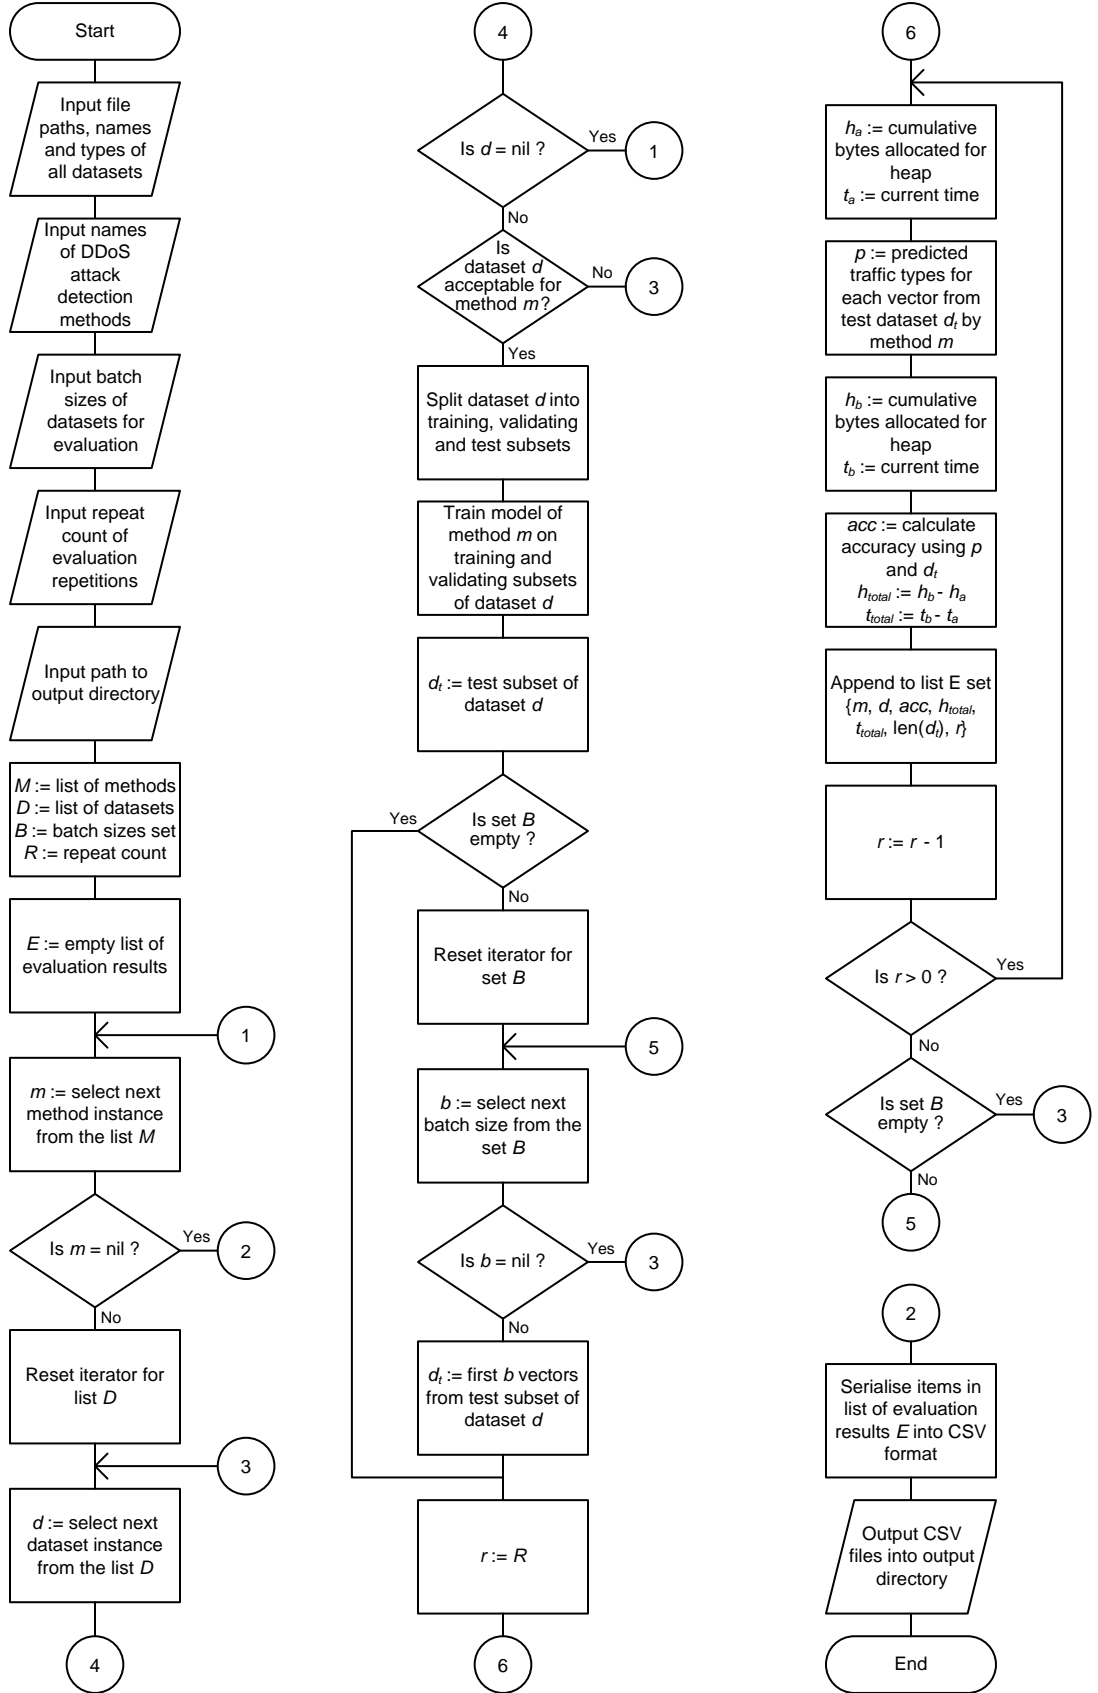 Start
Input file
paths, names
and types of
all datasets
Input names
of DDoS
attack
detection
methods
Input batch
sizes of
datasets for
evaluation
Input repeat
count of
evaluation
repetitions
Input path to
output directory
M := list of methods
D := list of datasets
B := batch sizes set
R := repeat count
E := empty list of
evaluation results
1
m := select next
method instance
from the list M
Is m = nil ?
Yes
2
No
Reset iterator for
list D
3
d := select next
dataset instance
from the list D
4
4
Is d = nil ?
Yes
1
No
Is
dataset d
acceptable for
method m?
No
3
Yes
Split dataset d into
training, validating
and test subsets
Train model of
method m on
training and
validating subsets
of dataset d
dt := test subset of
dataset d
Yes
Is set B
empty ?
No
Reset iterator for
set B
5
b := select next
batch size from the
set B
Is b = nil ?
Yes
3
No
dt := first b vectors
from test subset of
dataset d
r := R
6
6
ha := cumulative
bytes allocated for
heap
ta := current time
p := predicted
traffic types for
each vector from
test dataset dt by
method m
hb := cumulative
bytes allocated for
heap
tb := current time
acc := calculate
accuracy using p
and dt
htotal := hb - ha
ttotal := tb - ta
Append to list E set
{m, d, acc, htotal,
ttotal, len(dt), r}
r := r - 1
Is r > 0 ?
Yes
No
Is set B
empty ?
Yes
3
No
5
2
Serialise items in
list of evaluation
results E into CSV
format
Output CSV
files into output
directory
End